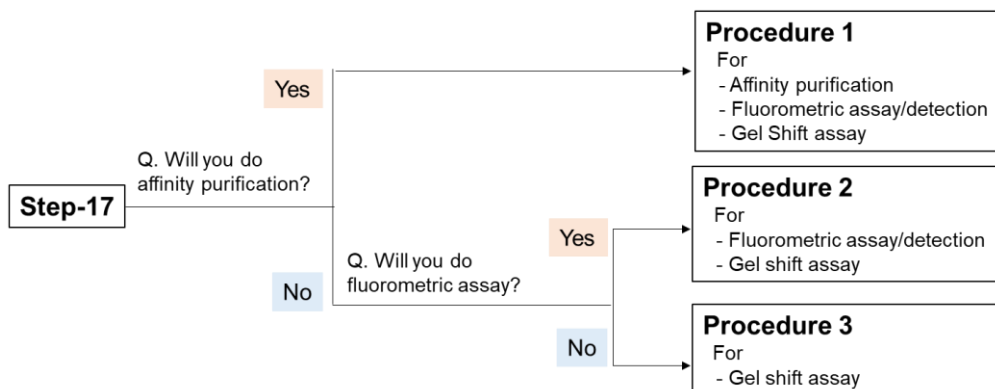 Step-17
Q. Will you do
affinity purification?
Yes
No
Q. Will you do
fluorometric assay?
Yes
No
Procedure 1
For
- Affinity purification
- Fluorometric assay/detection
- Gel Shift assay
Procedure 2
For
- Fluorometric assay/detection
- Gel shift assay
Procedure 3
For
- Gel shift assay